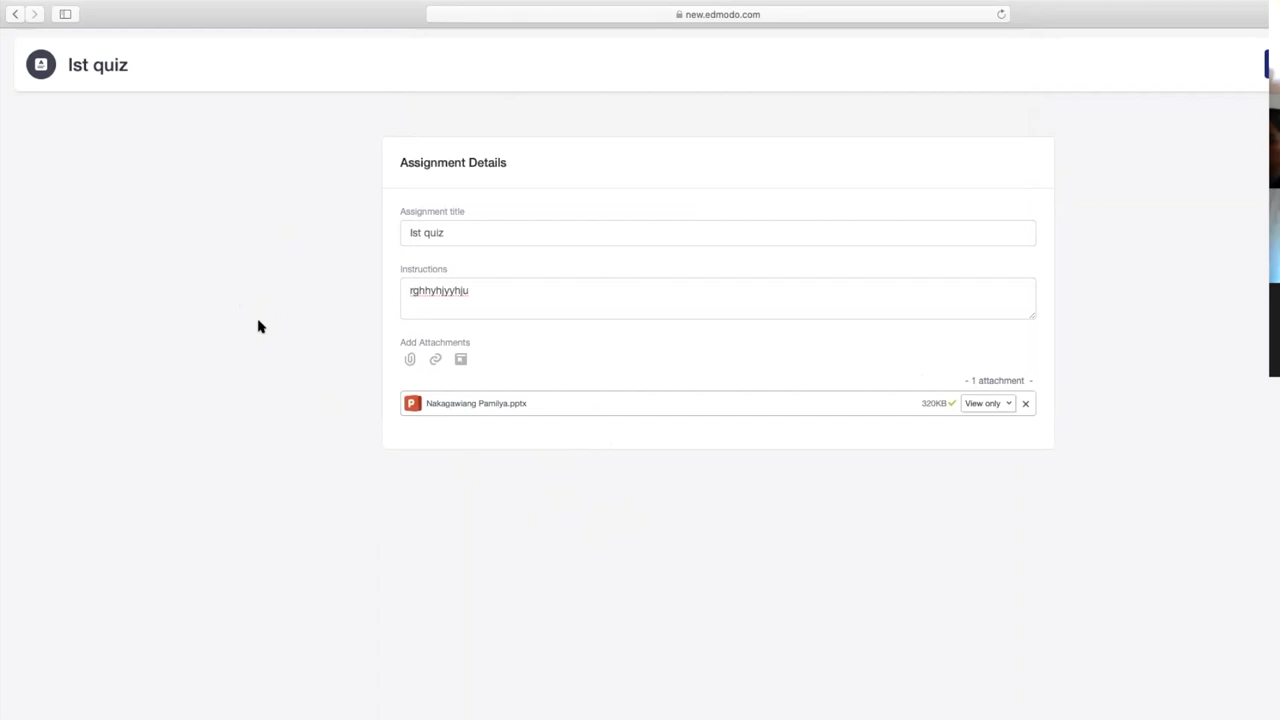 new.edmodo.com
Ist quiz
Assignment Details
Assignment title
Ist quiz
Instructions
rghhyhjyyhju
Add Attachments
- 1 attachment -
Nakagawiang Pamilya.pptx 320KB View only